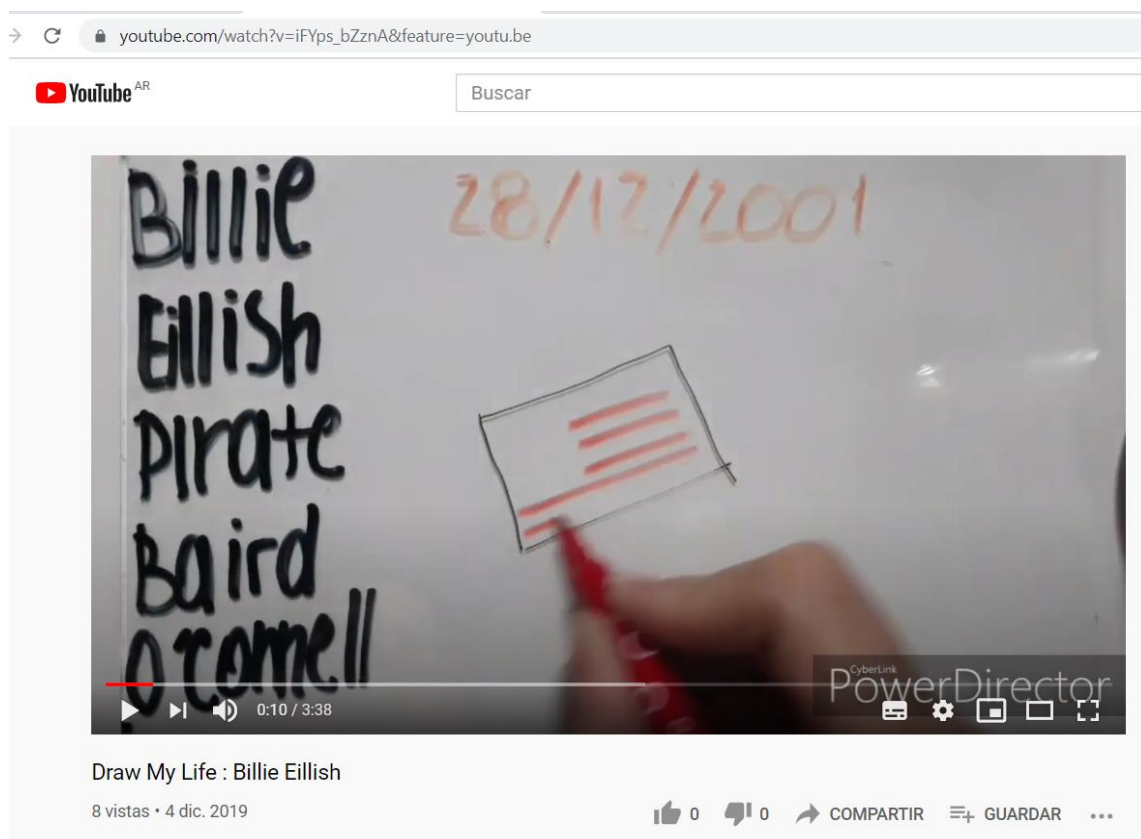 youtube.com/watch?v=iFYps_bZznA&feature=youtu.be
YouTube AR
Buscar
Billie
28/12/2001
Eillish
Pirate
Baird
O'Connell
CyberLink
PowerDirector
0:10 / 3:38
Draw My Life : Billie Eillish
8 vistas • 4 dic. 2019
0
0
COMPARTIR
GUARDAR